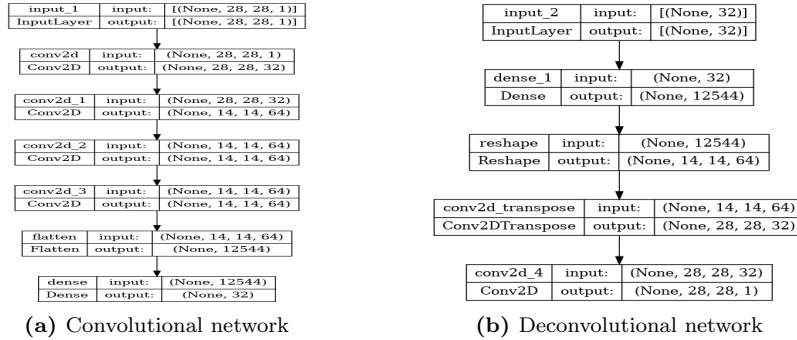 input_1 input: [(None, 28, 28, 1)]
InputLayer output: [(None, 28, 28, 1)]
conv2d input: (None, 28, 28, 1)
Conv2D output: (None, 28, 28, 32)
conv2d_1 input: (None, 28, 28, 32)
Conv2D output: (None, 14, 14, 64)
conv2d_2 input: (None, 14, 14, 64)
Conv2D output: (None, 14, 14, 64)
conv2d_3 input: (None, 14, 14, 64)
Conv2D output: (None, 14, 14, 64)
flatten input: (None, 14, 14, 64)
Flatten output: (None, 12544)
dense input: (None, 12544)
Dense output: (None, 32)
(a) Convolutional network
input_2 input: [(None, 32)]
InputLayer output: [(None, 32)]
dense_1 input: (None, 32)
Dense output: (None, 12544)
reshape input: (None, 12544)
Reshape output: (None, 14, 14, 64)
conv2d_transpose input: (None, 14, 14, 64)
Conv2DTranspose output: (None, 28, 28, 32)
conv2d_4 input: (None, 28, 28, 32)
Conv2D output: (None, 28, 28, 1)
(b) Deconvolutional network